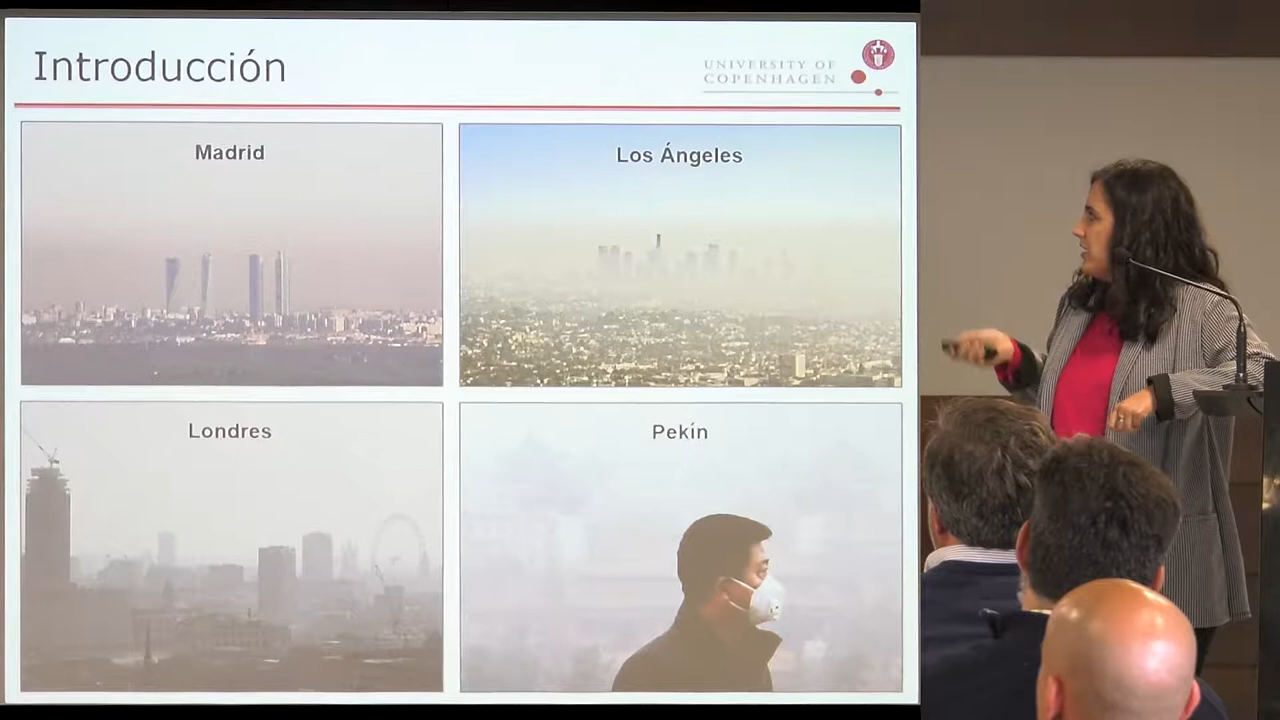 Introducción
UNIVERSITY OF
COPENHAGEN
Madrid
Los Ángeles
Londres
Pekín